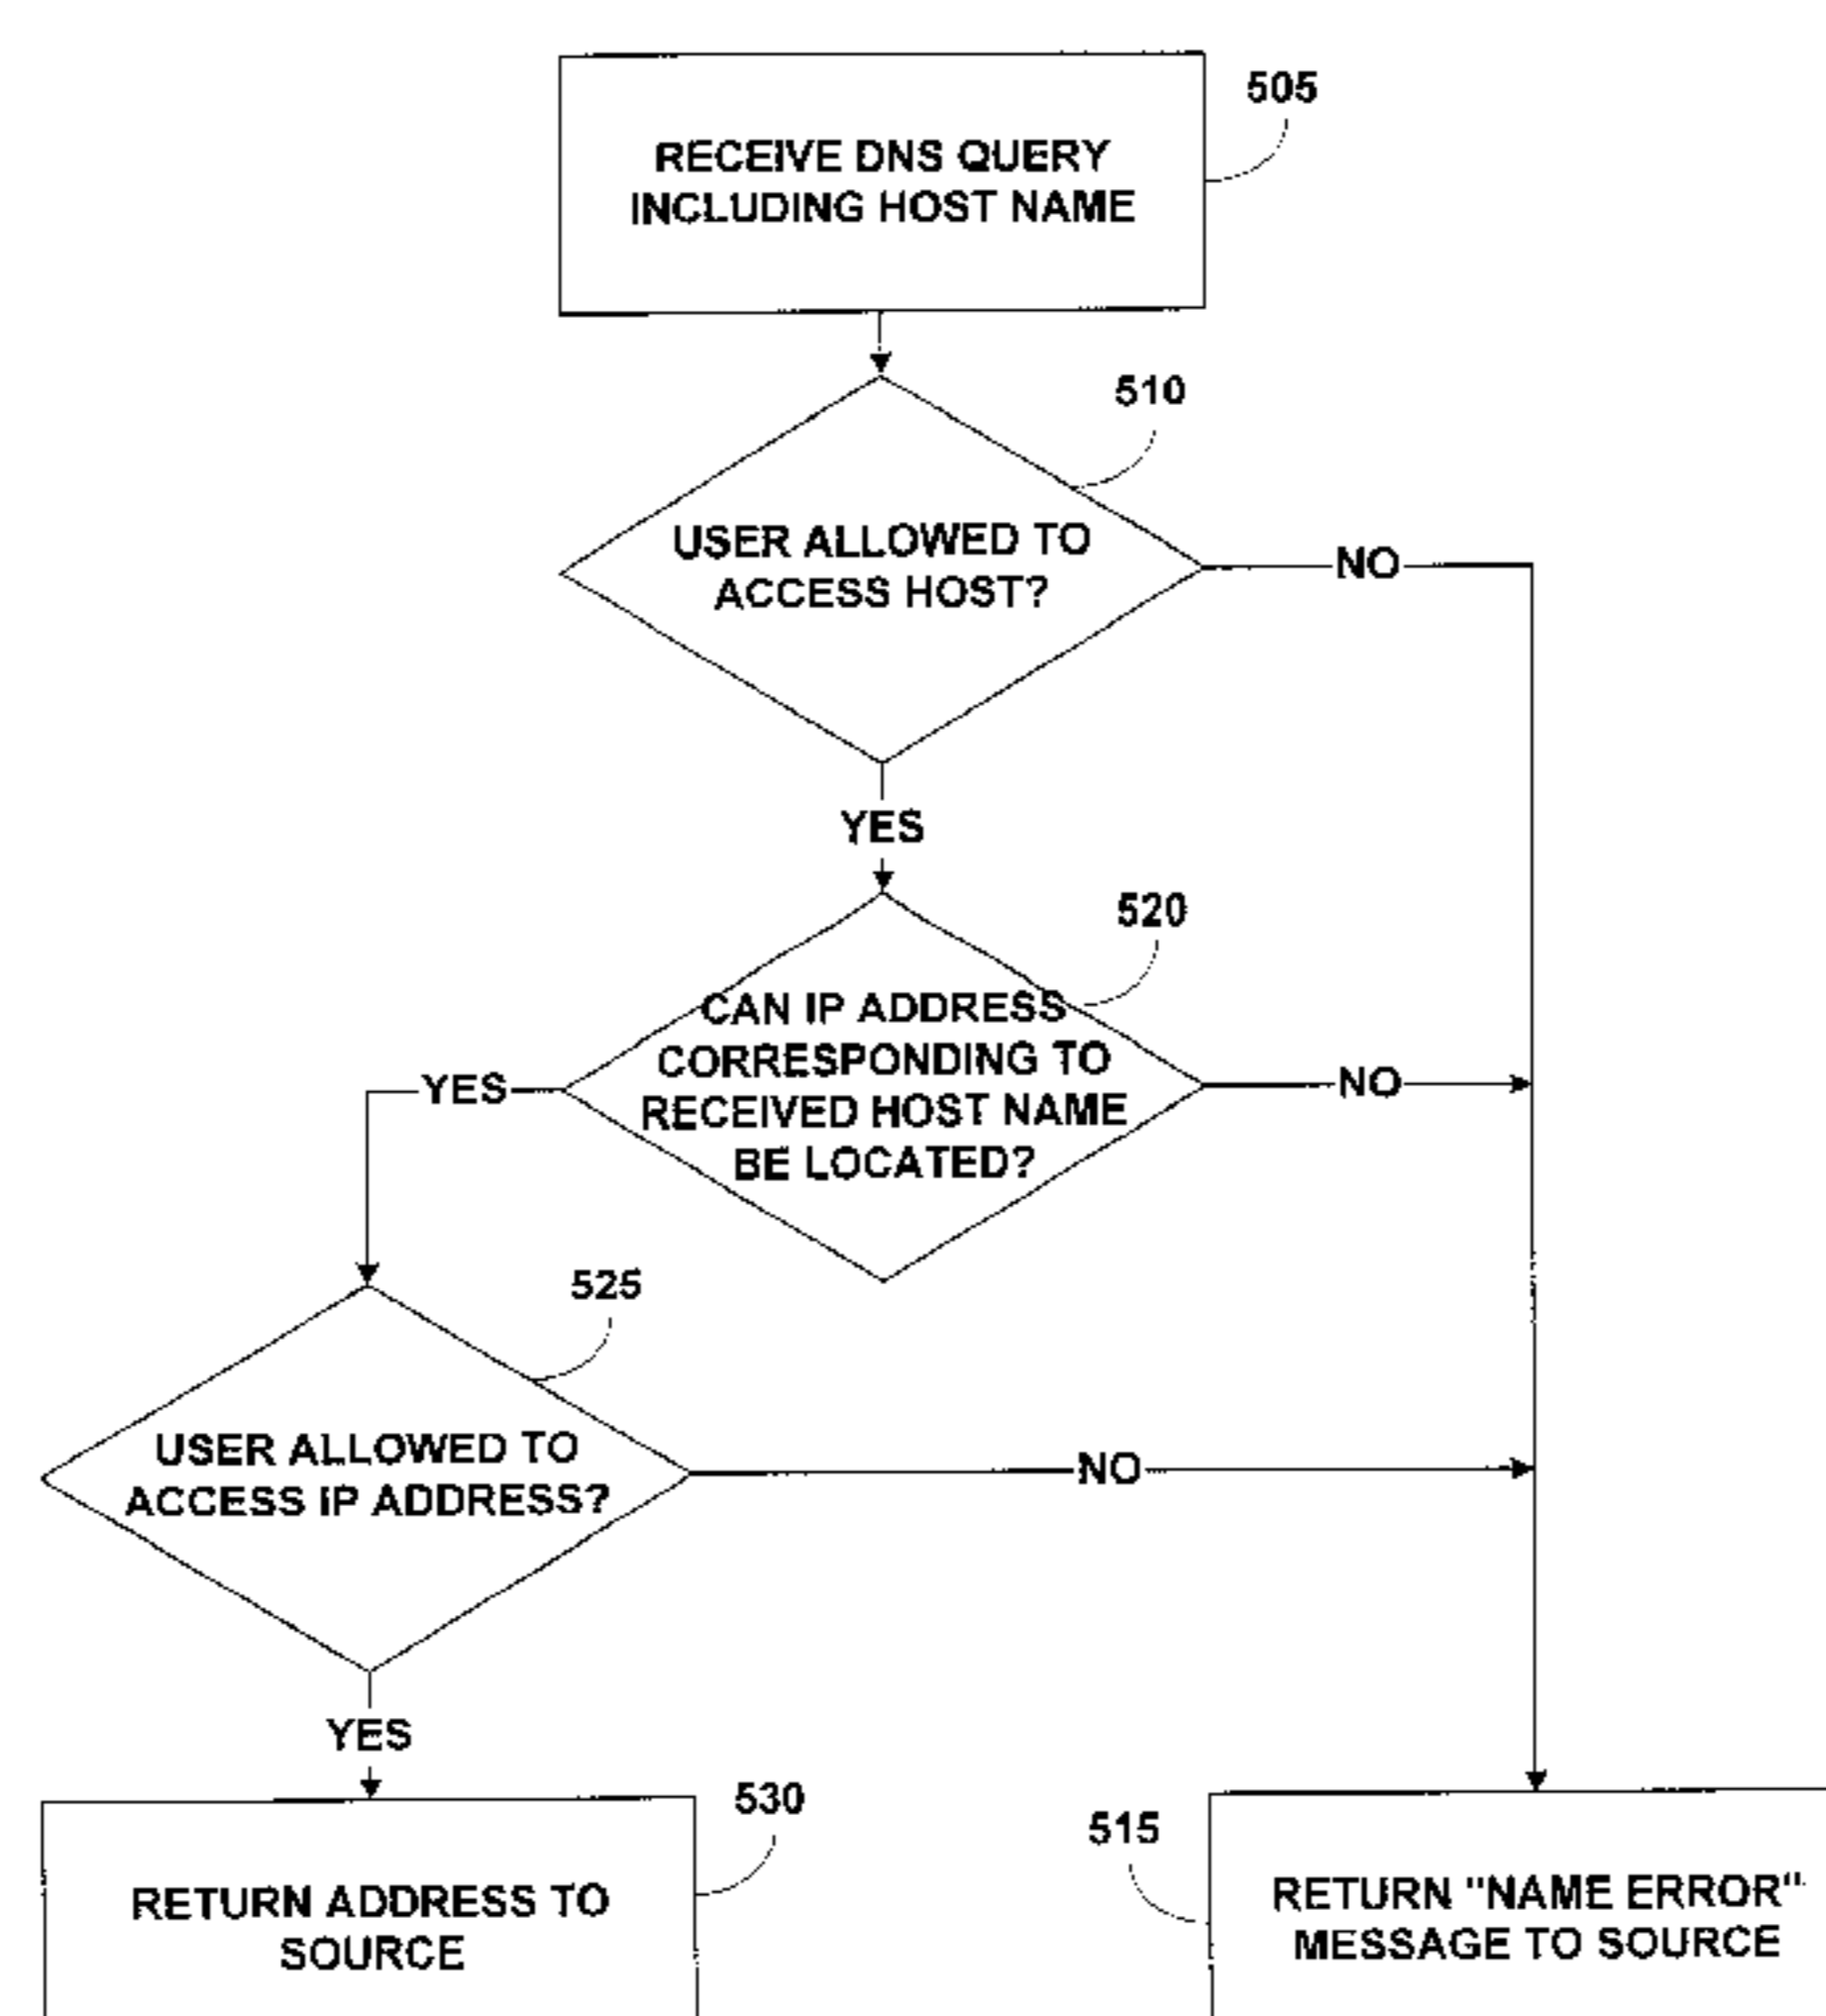 505
RECEIVE DNS QUERY
INCLUDING HOST NAME
510
USER ALLOWED TO
ACCESS HOST?
NO
YES
520
CAN IP ADDRESS
CORRESPONDING TO
RECEIVED HOST NAME
BE LOCATED?
YES
NO
525
USER ALLOWED TO
ACCESS IP ADDRESS?
NO
YES
530
RETURN ADDRESS TO
SOURCE
515
RETURN "NAME ERROR"
MESSAGE TO SOURCE